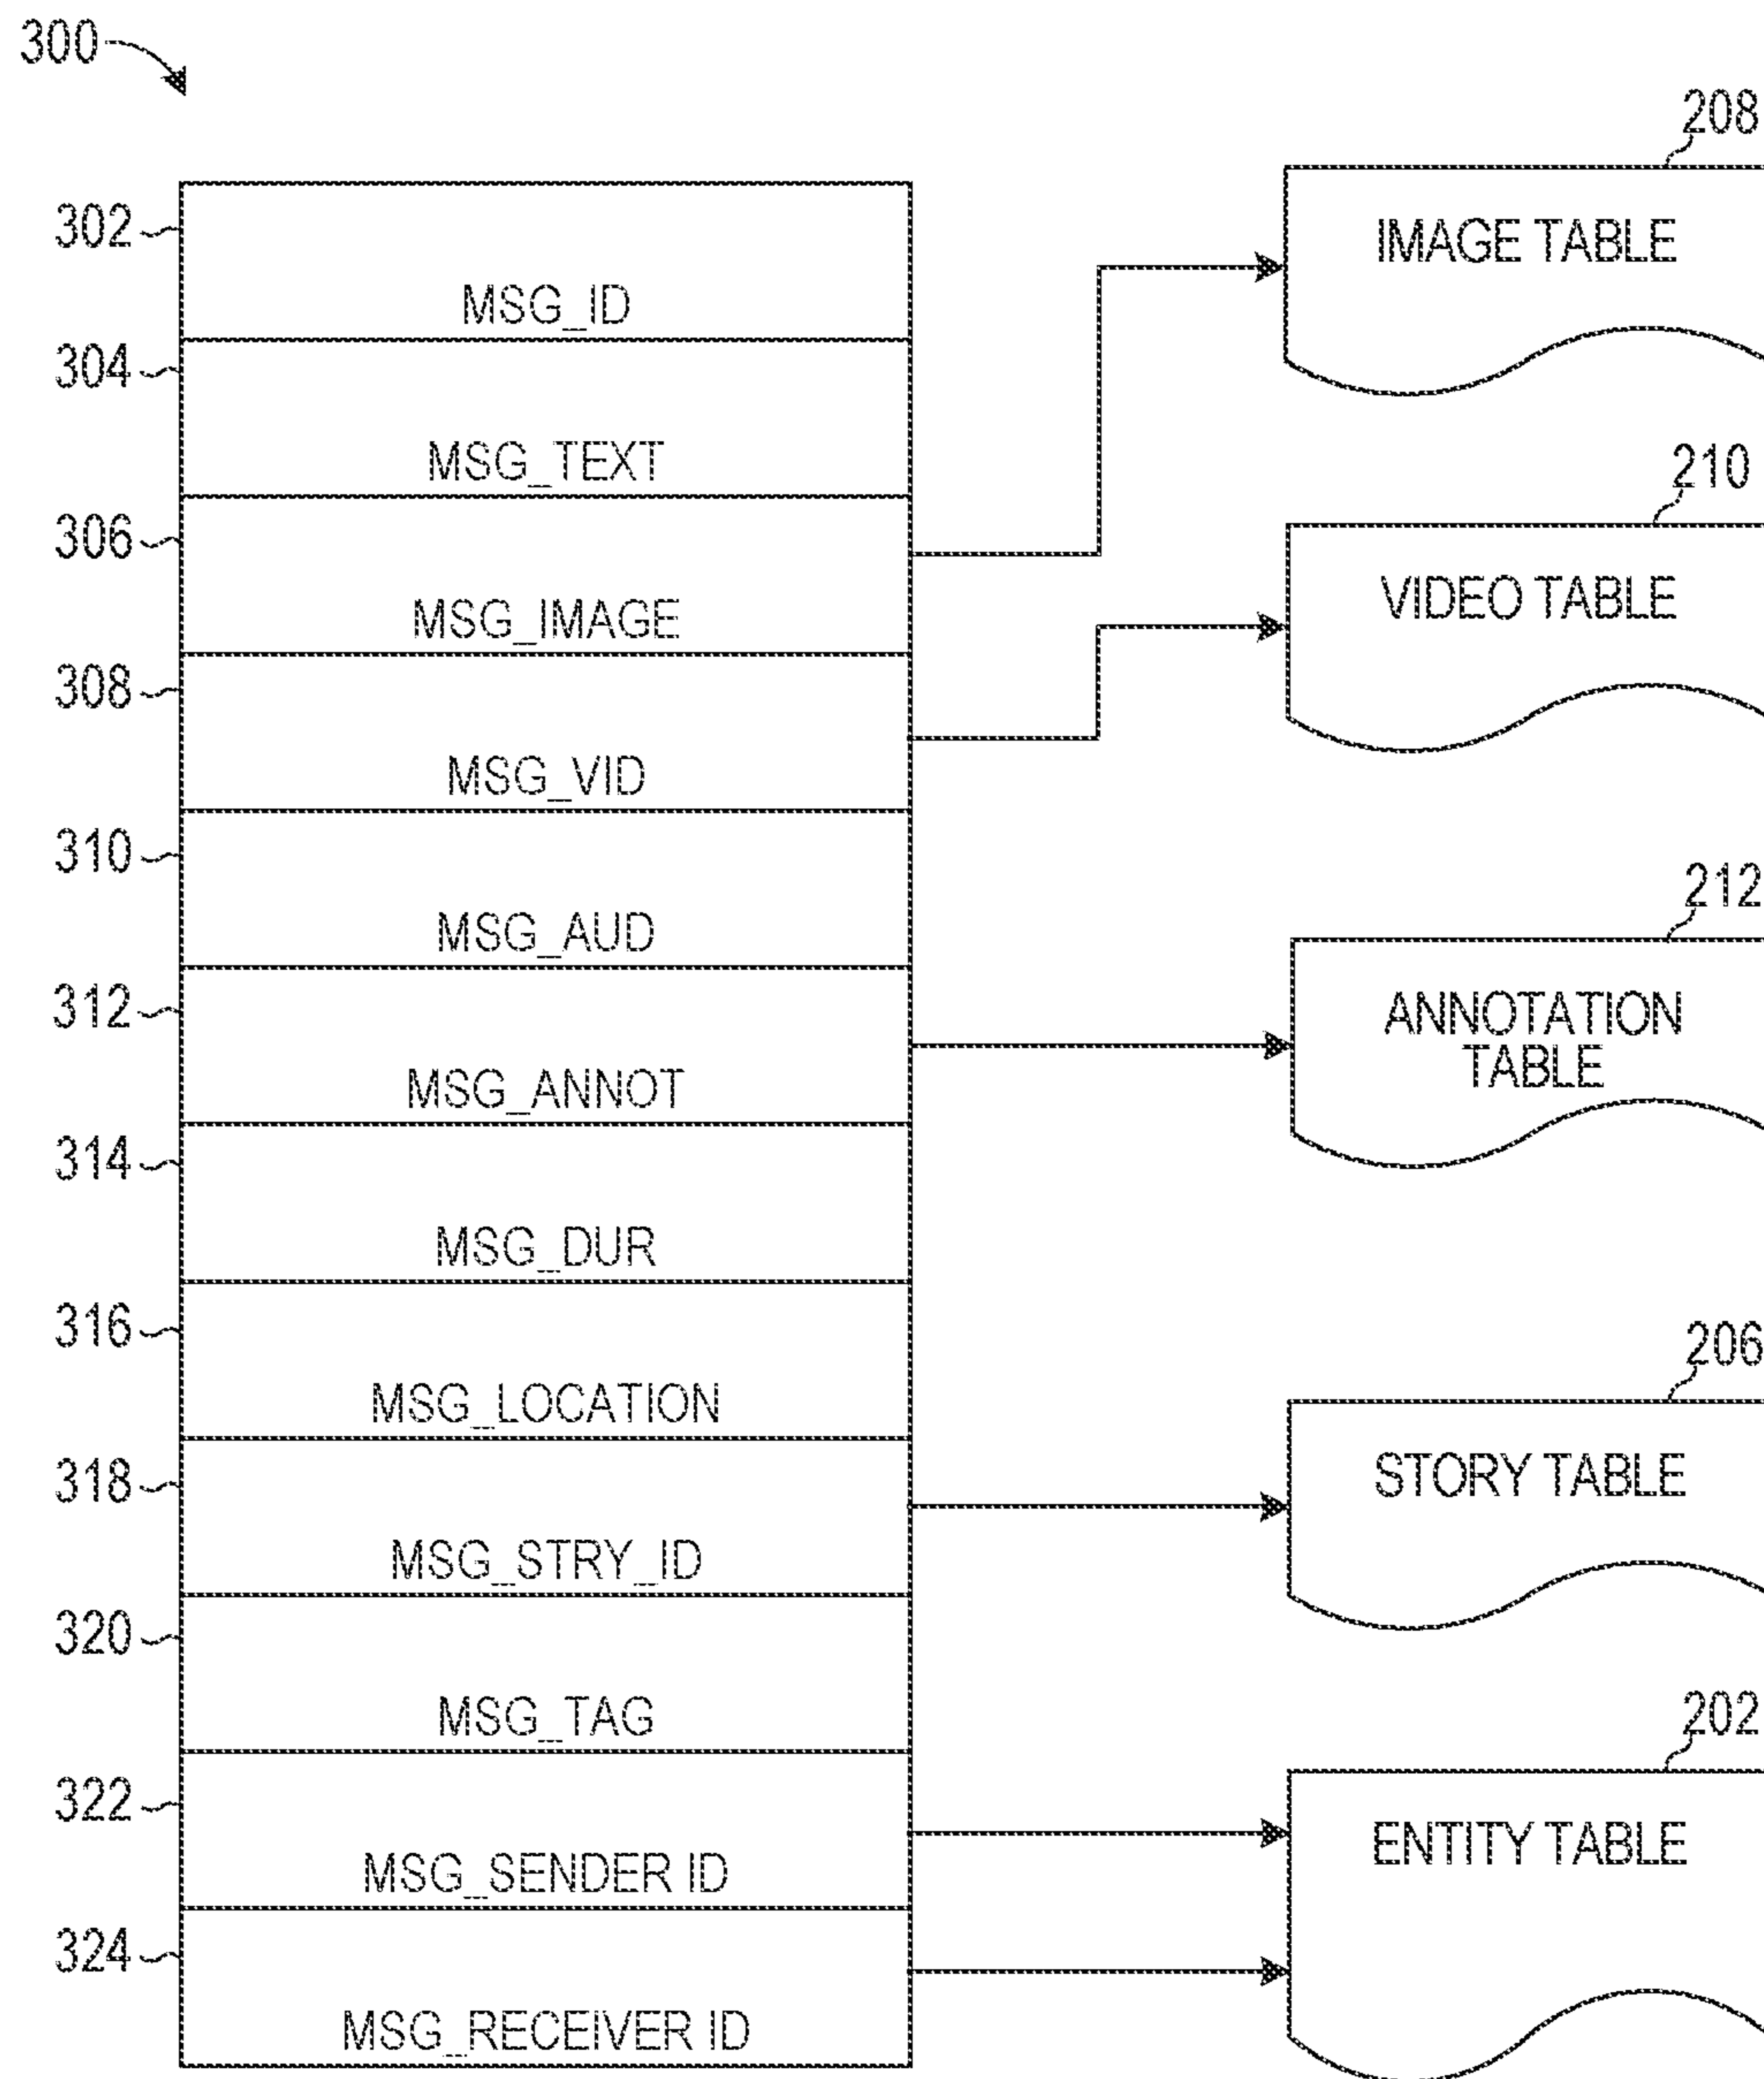 300
208
302
IMAGE TABLE
MSG_ID
304
MSG_TEXT
210
306
VIDEO TABLE
MSG_IMAGE
308
MSG_VID
310
212
MSG_AUD
312
ANNOTATION
TABLE
MSG_ANNOT
314
MSG_DUR
316
206
MSG_LOCATION
318
STORY TABLE
MSG_STRY_ID
320
MSG_TAG
202
322
ENTITY TABLE
MSG_SENDER ID
324
MSG_RECEIVER ID